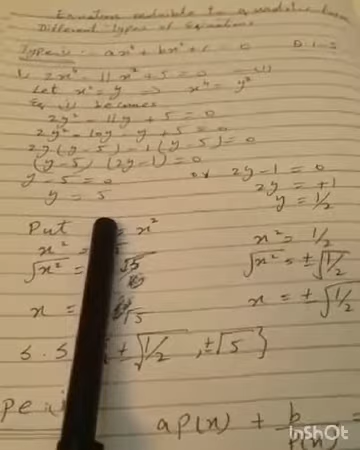 Equation reducible to a quadratic form
Different types of Equations
Type i: ax⁴ + bx² + c = 0
1. 2x⁴ - 11x² + 5 = 0 (i)
Let x² = y ⇒ x⁴ = y²
Eq (i) becomes
2y² - 11y + 5 = 0
2y² - 10y - y + 5 = 0
2y(y-5) -1(y-5) = 0
(y-5) (2y-1) = 0
y-5 = 0 or 2y-1 = 0
y = 5 2y = +1
y = 1/2
Put = x²
x² = x² = 1/2
√x² = √5 √x² = ±√1/2
x = √5 x = ± √1/2
S.S {±√1/2 , ±√5}
ap(x) + b/p(x) =
InShOt